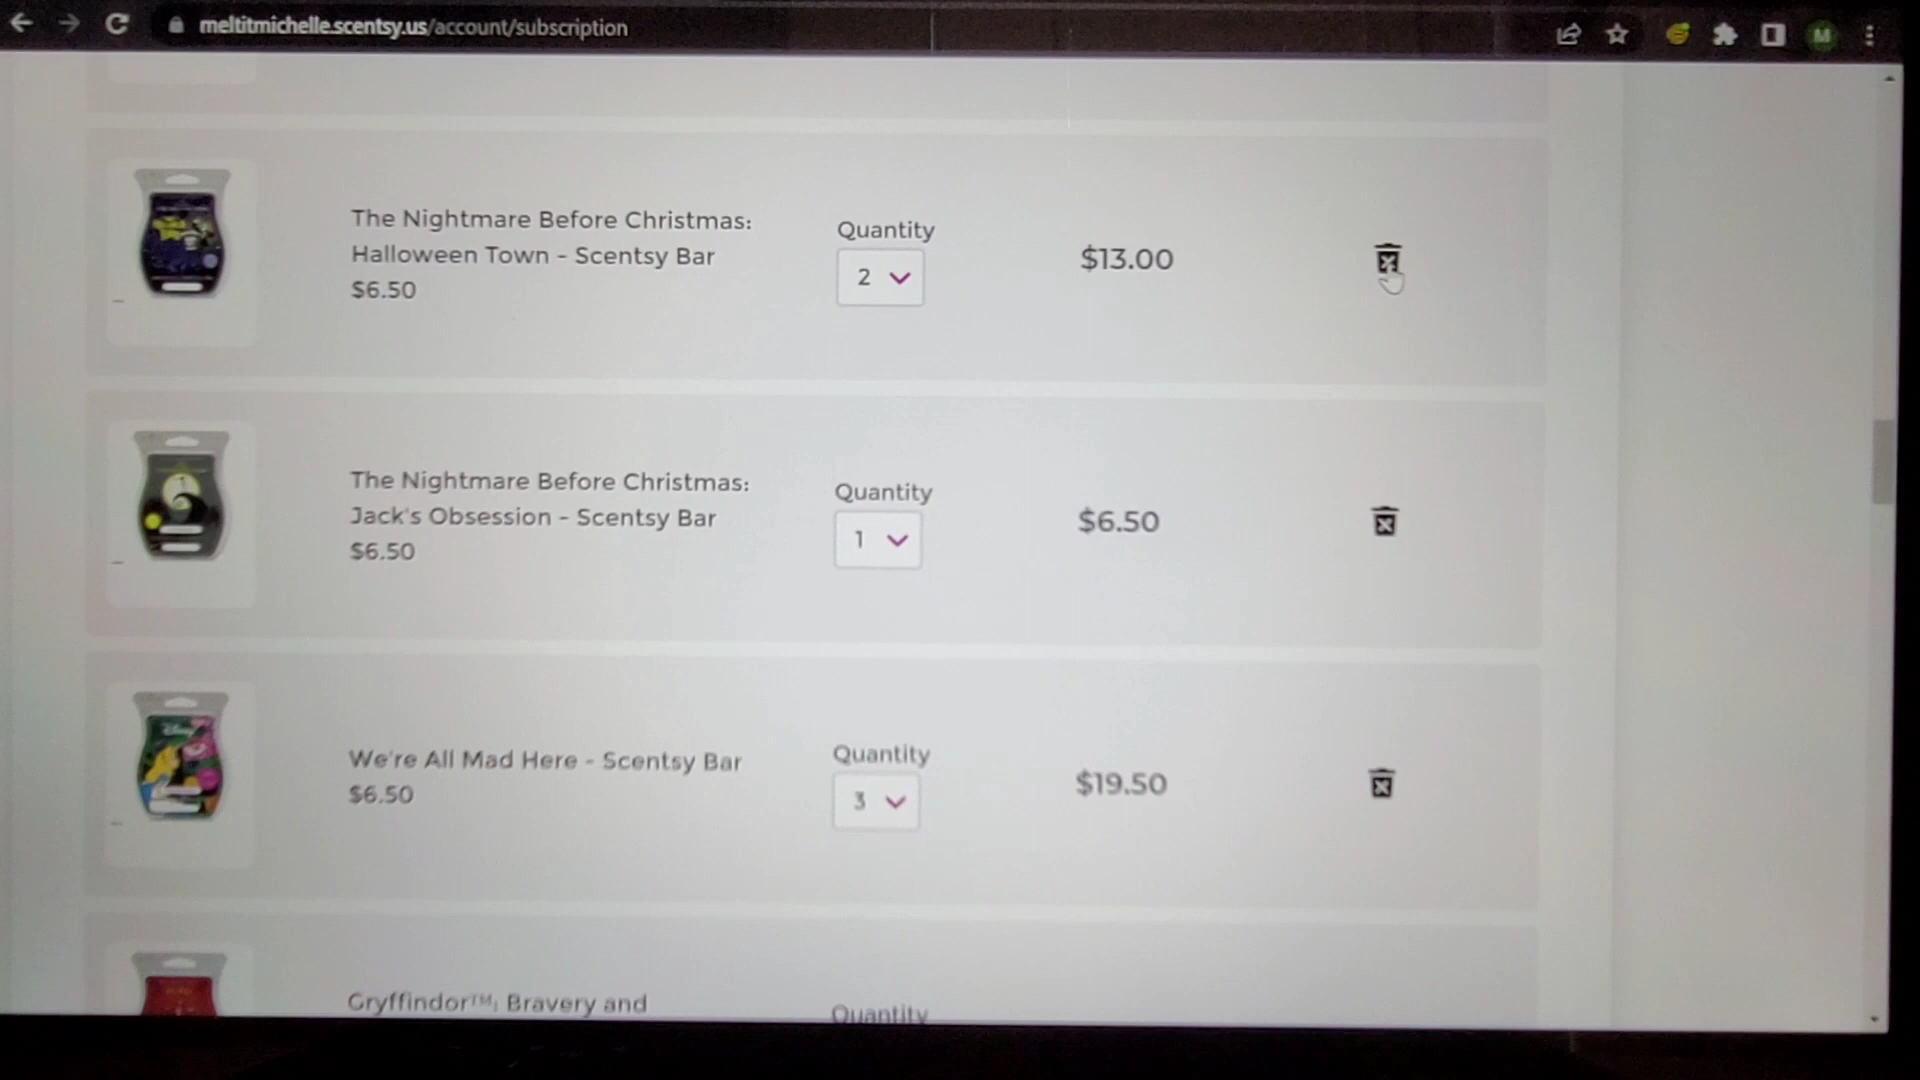 meltitmichelle.scentsy.us/account/subscription
M
The Nightmare Before Christmas:
Halloween Town - Scentsy Bar
$6.50
Quantity
2
$13.00
The Nightmare Before Christmas:
Jack's Obsession - Scentsy Bar
$6.50
Quantity
1
$6.50
Disney
We're All Mad Here - Scentsy Bar
$6.50
Quantity
3
$19.50
Gryffindor™: Bravery and
Quantity